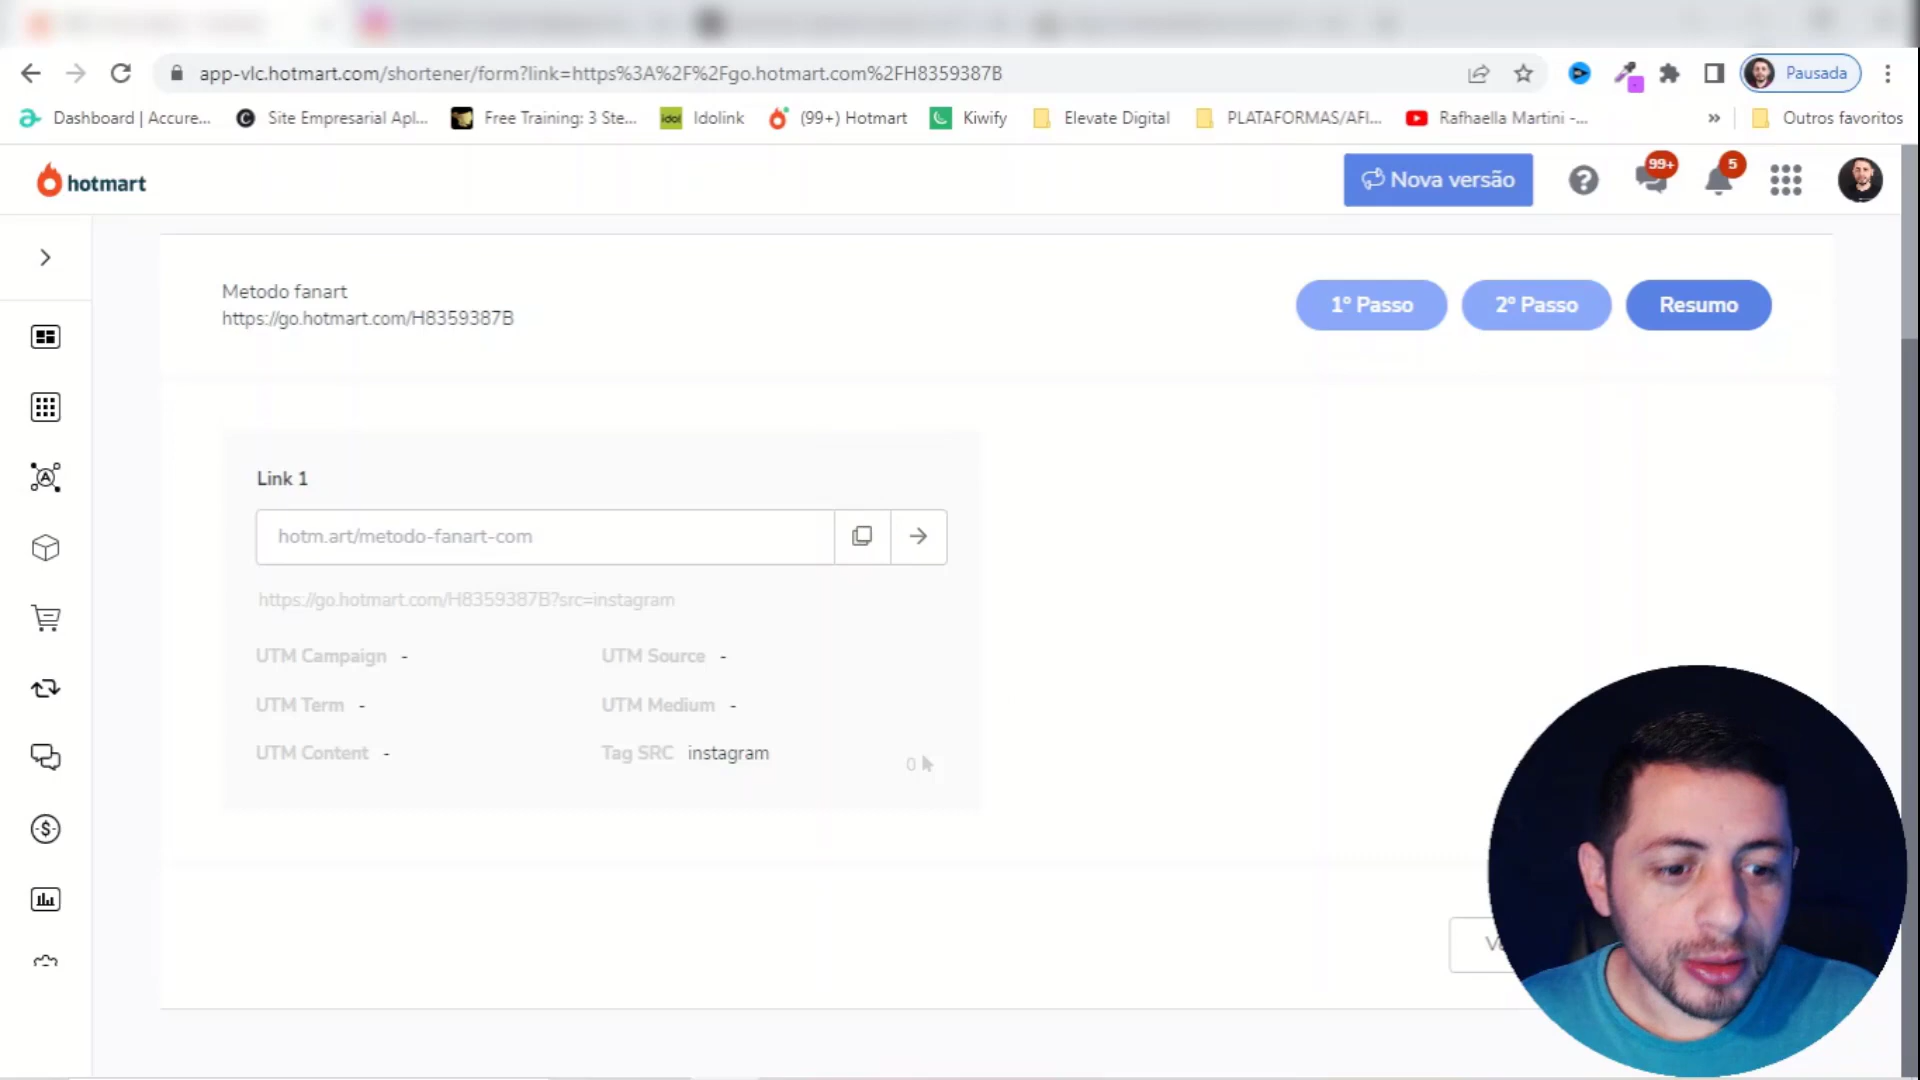 app-vlc.hotmart.com/shortener/form?link=https%3A%2F%2Fgo.hotmart.com%2FH8359387B
Pausada
Dashboard | Accure...
Site Empresarial Apl...
Free Training: 3 Ste...
idol
Idolink
(99+) Hotmart
Kiwify
Elevate Digital
PLATAFORMAS/AFI...
Rafhaella Martini -...
»
Outros favoritos
hotmart
Nova versão
?
99+
5
Metodo fanart
https://go.hotmart.com/H8359387B
1º Passo
2º Passo
Resumo
Link 1
hotm.art/metodo-fanart-com
https://go.hotmart.com/H8359387B?src=instagram
UTM Campaign -
UTM Source -
UTM Term -
UTM Medium -
UTM Content -
Tag SRC instagram
0